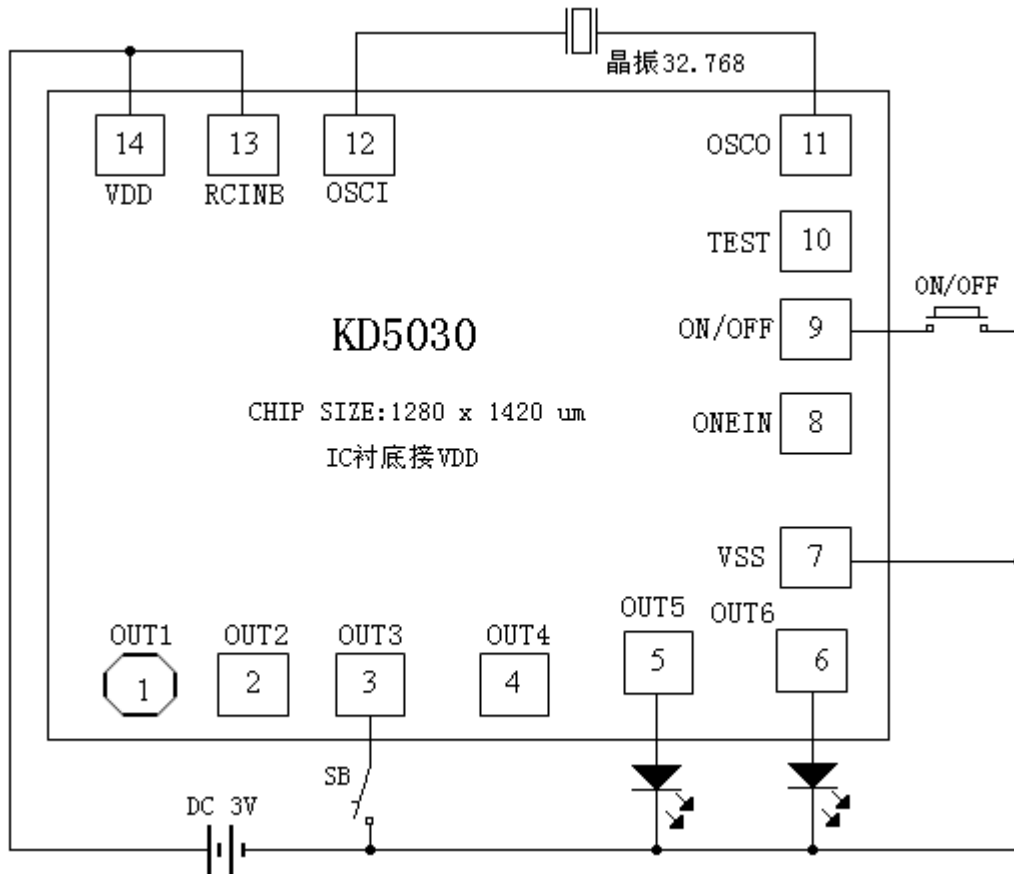 晶振32.768
14
13
12
OSCO
11
VDD
RCINB
OSCI
TEST
10
ON/OFF
KD5030
ON/OFF
9
CHIP SIZE:1280 x 1420 um
ONEIN
8
IC衬底接VDD
VSS
7
OUT1
OUT2
OUT3
OUT4
OUT5
OUT6
1
2
3
4
5
6
SB
DC 3V